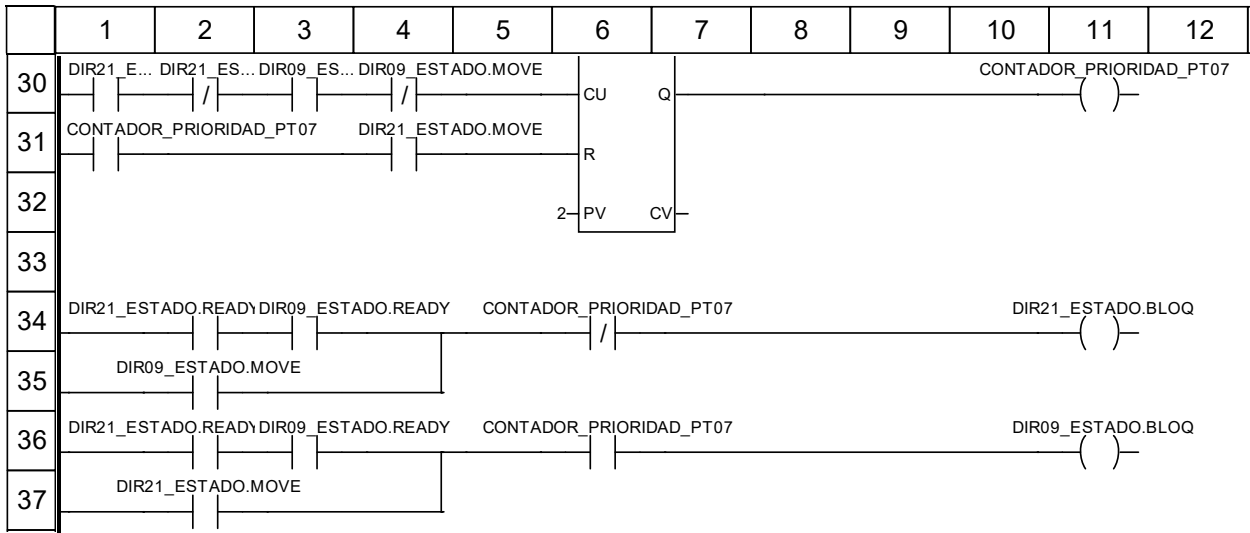 1 2 3 4 5 6 7 8 9 10 11 12
30 DIR21_E... DIR21_ES... DIR09_ES... DIR09_ESTADO.MOVE CONTADOR_PRIORIDAD_PT07
/ / CU Q ( )
31 CONTADOR_PRIORIDAD_PT07 DIR21_ESTADO.MOVE
R
32
2 PV CV
33
34 DIR21_ESTADO.READY DIR09_ESTADO.READY CONTADOR_PRIORIDAD_PT07 DIR21_ESTADO.BLOQ
/ ( )
35 DIR09_ESTADO.MOVE
36 DIR21_ESTADO.READY DIR09_ESTADO.READY CONTADOR_PRIORIDAD_PT07 DIR09_ESTADO.BLOQ
( )
37 DIR21_ESTADO.MOVE